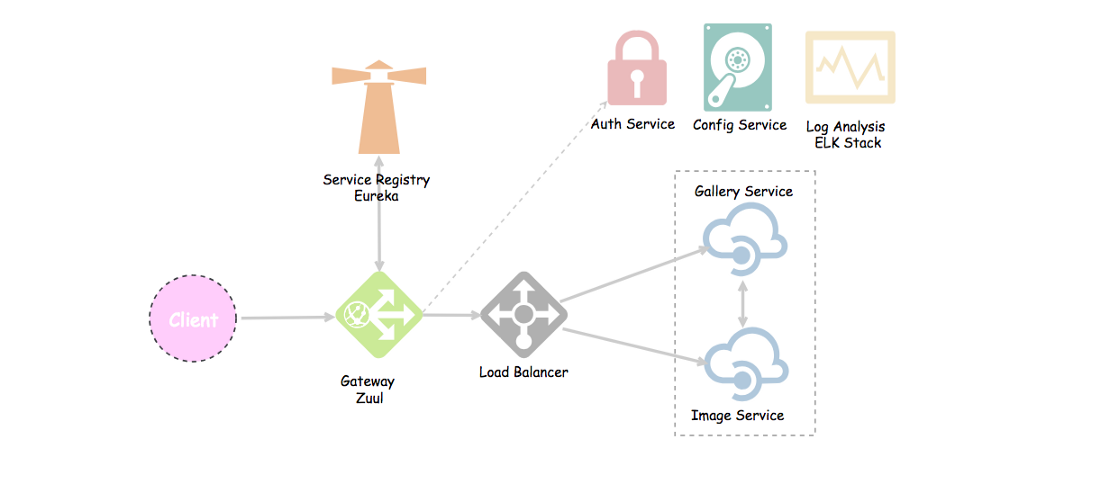 Auth Service
Config Service
Log Analysis
ELK Stack
Service Registry
Eureka
Gallery Service
Client
Load Balancer
Gateway
Zuul
Image Service